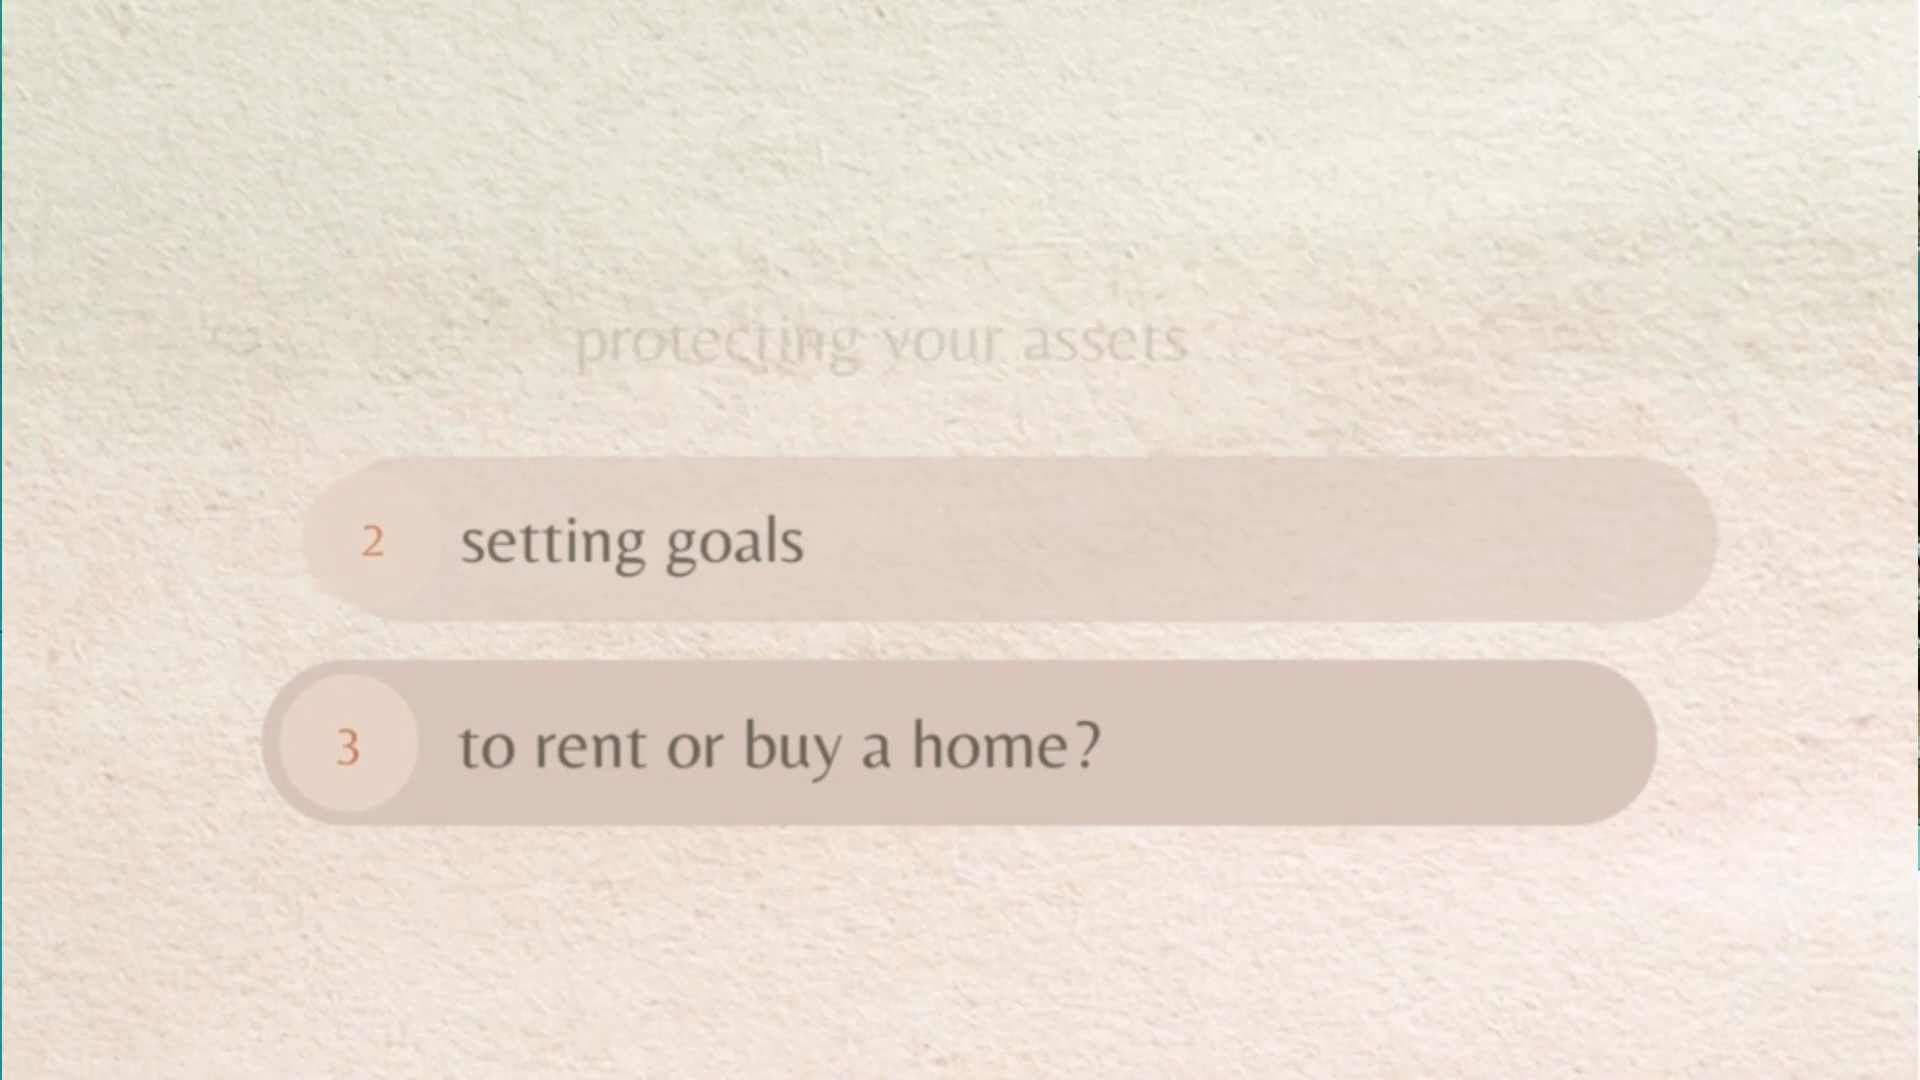 protecting your assets
2 setting goals
3 to rent or buy a home?